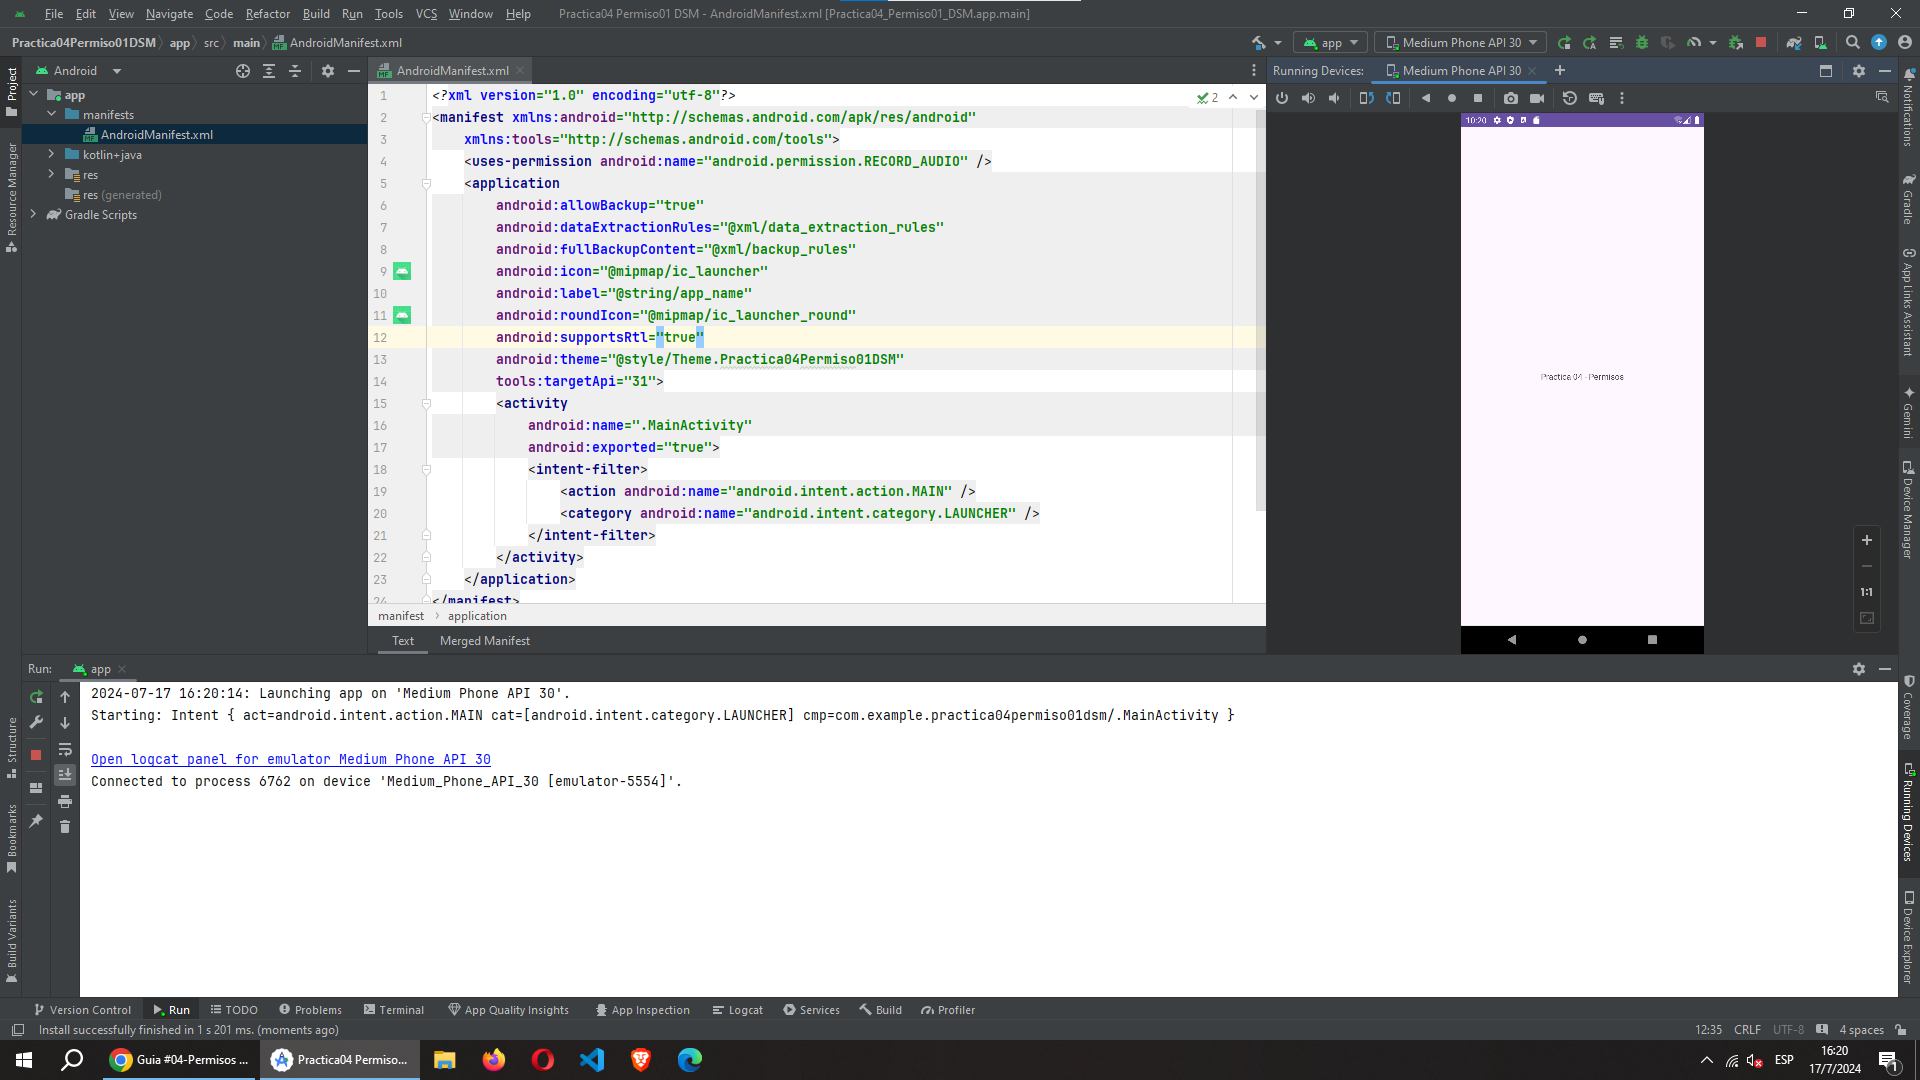 File Edit View Navigate Code Refactor Build Run Tools VCS Window Help Practica04 Permiso01 DSM - AndroidManifest.xml [Practica04_Permiso01_DSM.app.main]
Practica04Permiso01DSM app src main AndroidManifest.xml app Medium Phone API 30
Project
Android
AndroidManifest.xml
Running Devices: Medium Phone API 30
app
manifests
AndroidManifest.xml
kotlin+java
res
res (generated)
Gradle Scripts
Resource Manager
1 <?xml version="1.0" encoding="utf-8"?>
2 <manifest xmlns:android="http://schemas.android.com/apk/res/android"
3 xmlns:tools="http://schemas.android.com/tools">
4 <uses-permission android:name="android.permission.RECORD_AUDIO" />
5 <application
6 android:allowBackup="true"
7 android:dataExtractionRules="@xml/data_extraction_rules"
8 android:fullBackupContent="@xml/backup_rules"
9 android:icon="@mipmap/ic_launcher"
10 android:label="@string/app_name"
11 android:roundIcon="@mipmap/ic_launcher_round"
12 android:supportsRtl="true"
13 android:theme="@style/Theme.Practica04Permiso01DSM"
14 tools:targetApi="31">
15 <activity
16 android:name=".MainActivity"
17 android:exported="true">
18 <intent-filter>
19 <action android:name="android.intent.action.MAIN" />
20 <category android:name="android.intent.category.LAUNCHER" />
21 </intent-filter>
22 </activity>
23 </application>
24 </manifest>
2
manifest application
Text Merged Manifest
10:20
Practica 04 - Permisos
1:1
Notifications
Gradle
App Links Assistant
Gemini
Device Manager
Coverage
Running Devices
Device Explorer
Run: app
2024-07-17 16:20:14: Launching app on 'Medium Phone API 30'.
Starting: Intent { act=android.intent.action.MAIN cat=[android.intent.category.LAUNCHER] cmp=com.example.practica04permiso01dsm/.MainActivity }
Open logcat panel for emulator Medium Phone API 30
Connected to process 6762 on device 'Medium_Phone_API_30 [emulator-5554]'.
Structure
Bookmarks
Build Variants
Version Control Run TODO Problems Terminal App Quality Insights App Inspection Logcat Services Build Profiler
Install successfully finished in 1 s 201 ms. (moments ago) 12:35 CRLF UTF-8 4 spaces
Guia #04-Permisos ... Practica04 Permiso... ESP 16:20
17/7/2024
1